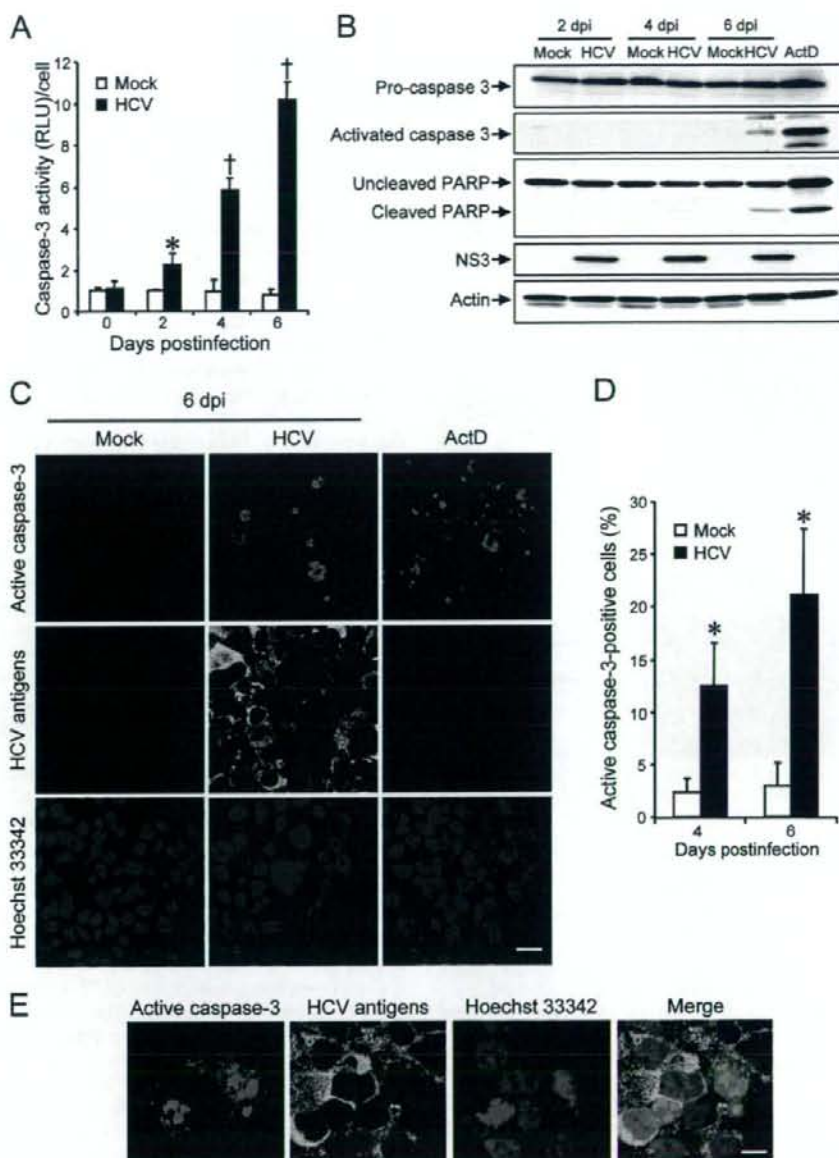 A
Caspase-3 activity (RLU)/cell
12
10
8
6
4
2
0
Mock
HCV
*
†
†
0 2 4 6
Days postinfection
B
2 dpi 4 dpi 6 dpi
Mock HCV Mock HCV Mock HCV ActD
Pro-caspase 3
Activated caspase 3
Uncleaved PARP
Cleaved PARP
NS3
Actin
C
6 dpi
Mock HCV ActD
Active caspase-3
HCV antigens
Hoechst 33342
D
Active caspase-3-positive cells (%)
30
25
20
15
10
5
0
Mock
HCV
*
*
4 6
Days postinfection
E
Active caspase-3 HCV antigens Hoechst 33342 Merge